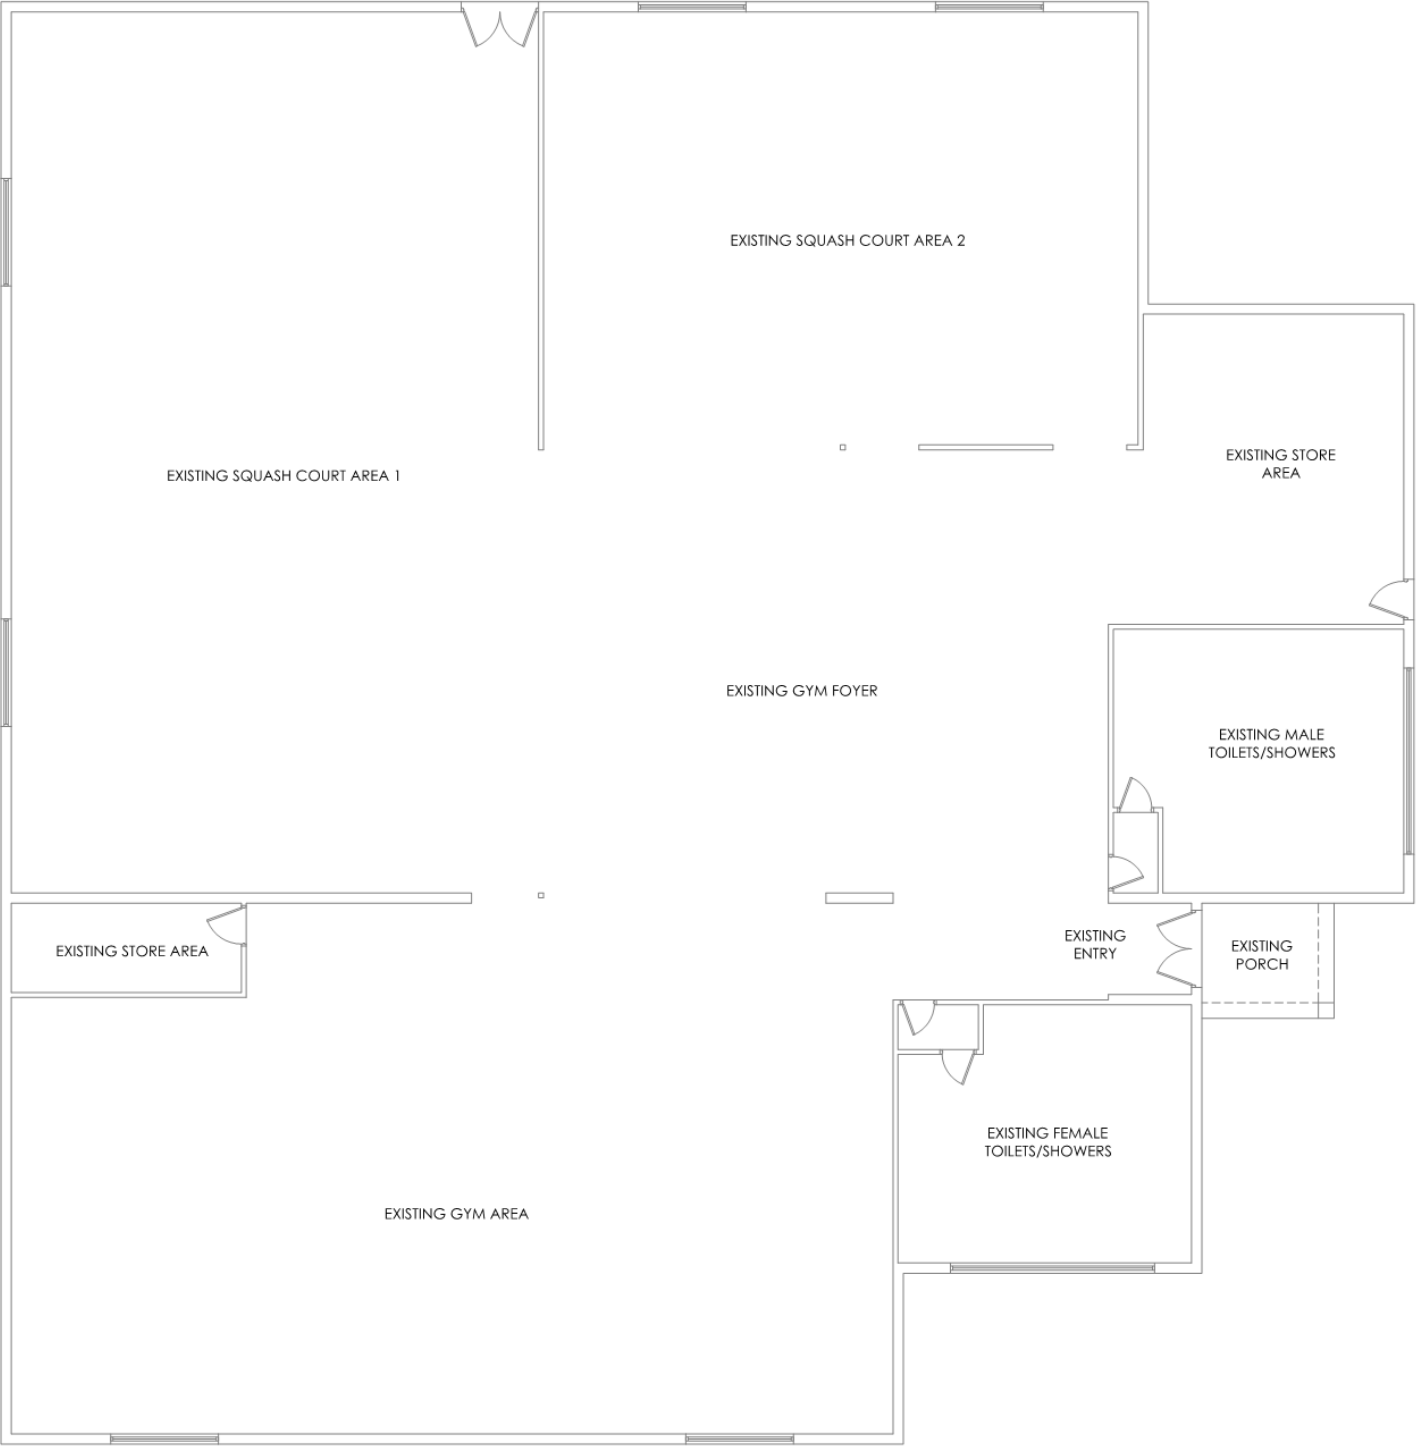 EXISTING SQUASH COURT AREA 2
EXISTING SQUASH COURT AREA 1
EXISTING STORE
AREA
EXISTING GYM FOYER
EXISTING MALE
TOILETS/SHOWERS
EXISTING STORE AREA
EXISTING
ENTRY
EXISTING
PORCH
EXISTING FEMALE
TOILETS/SHOWERS
EXISTING GYM AREA